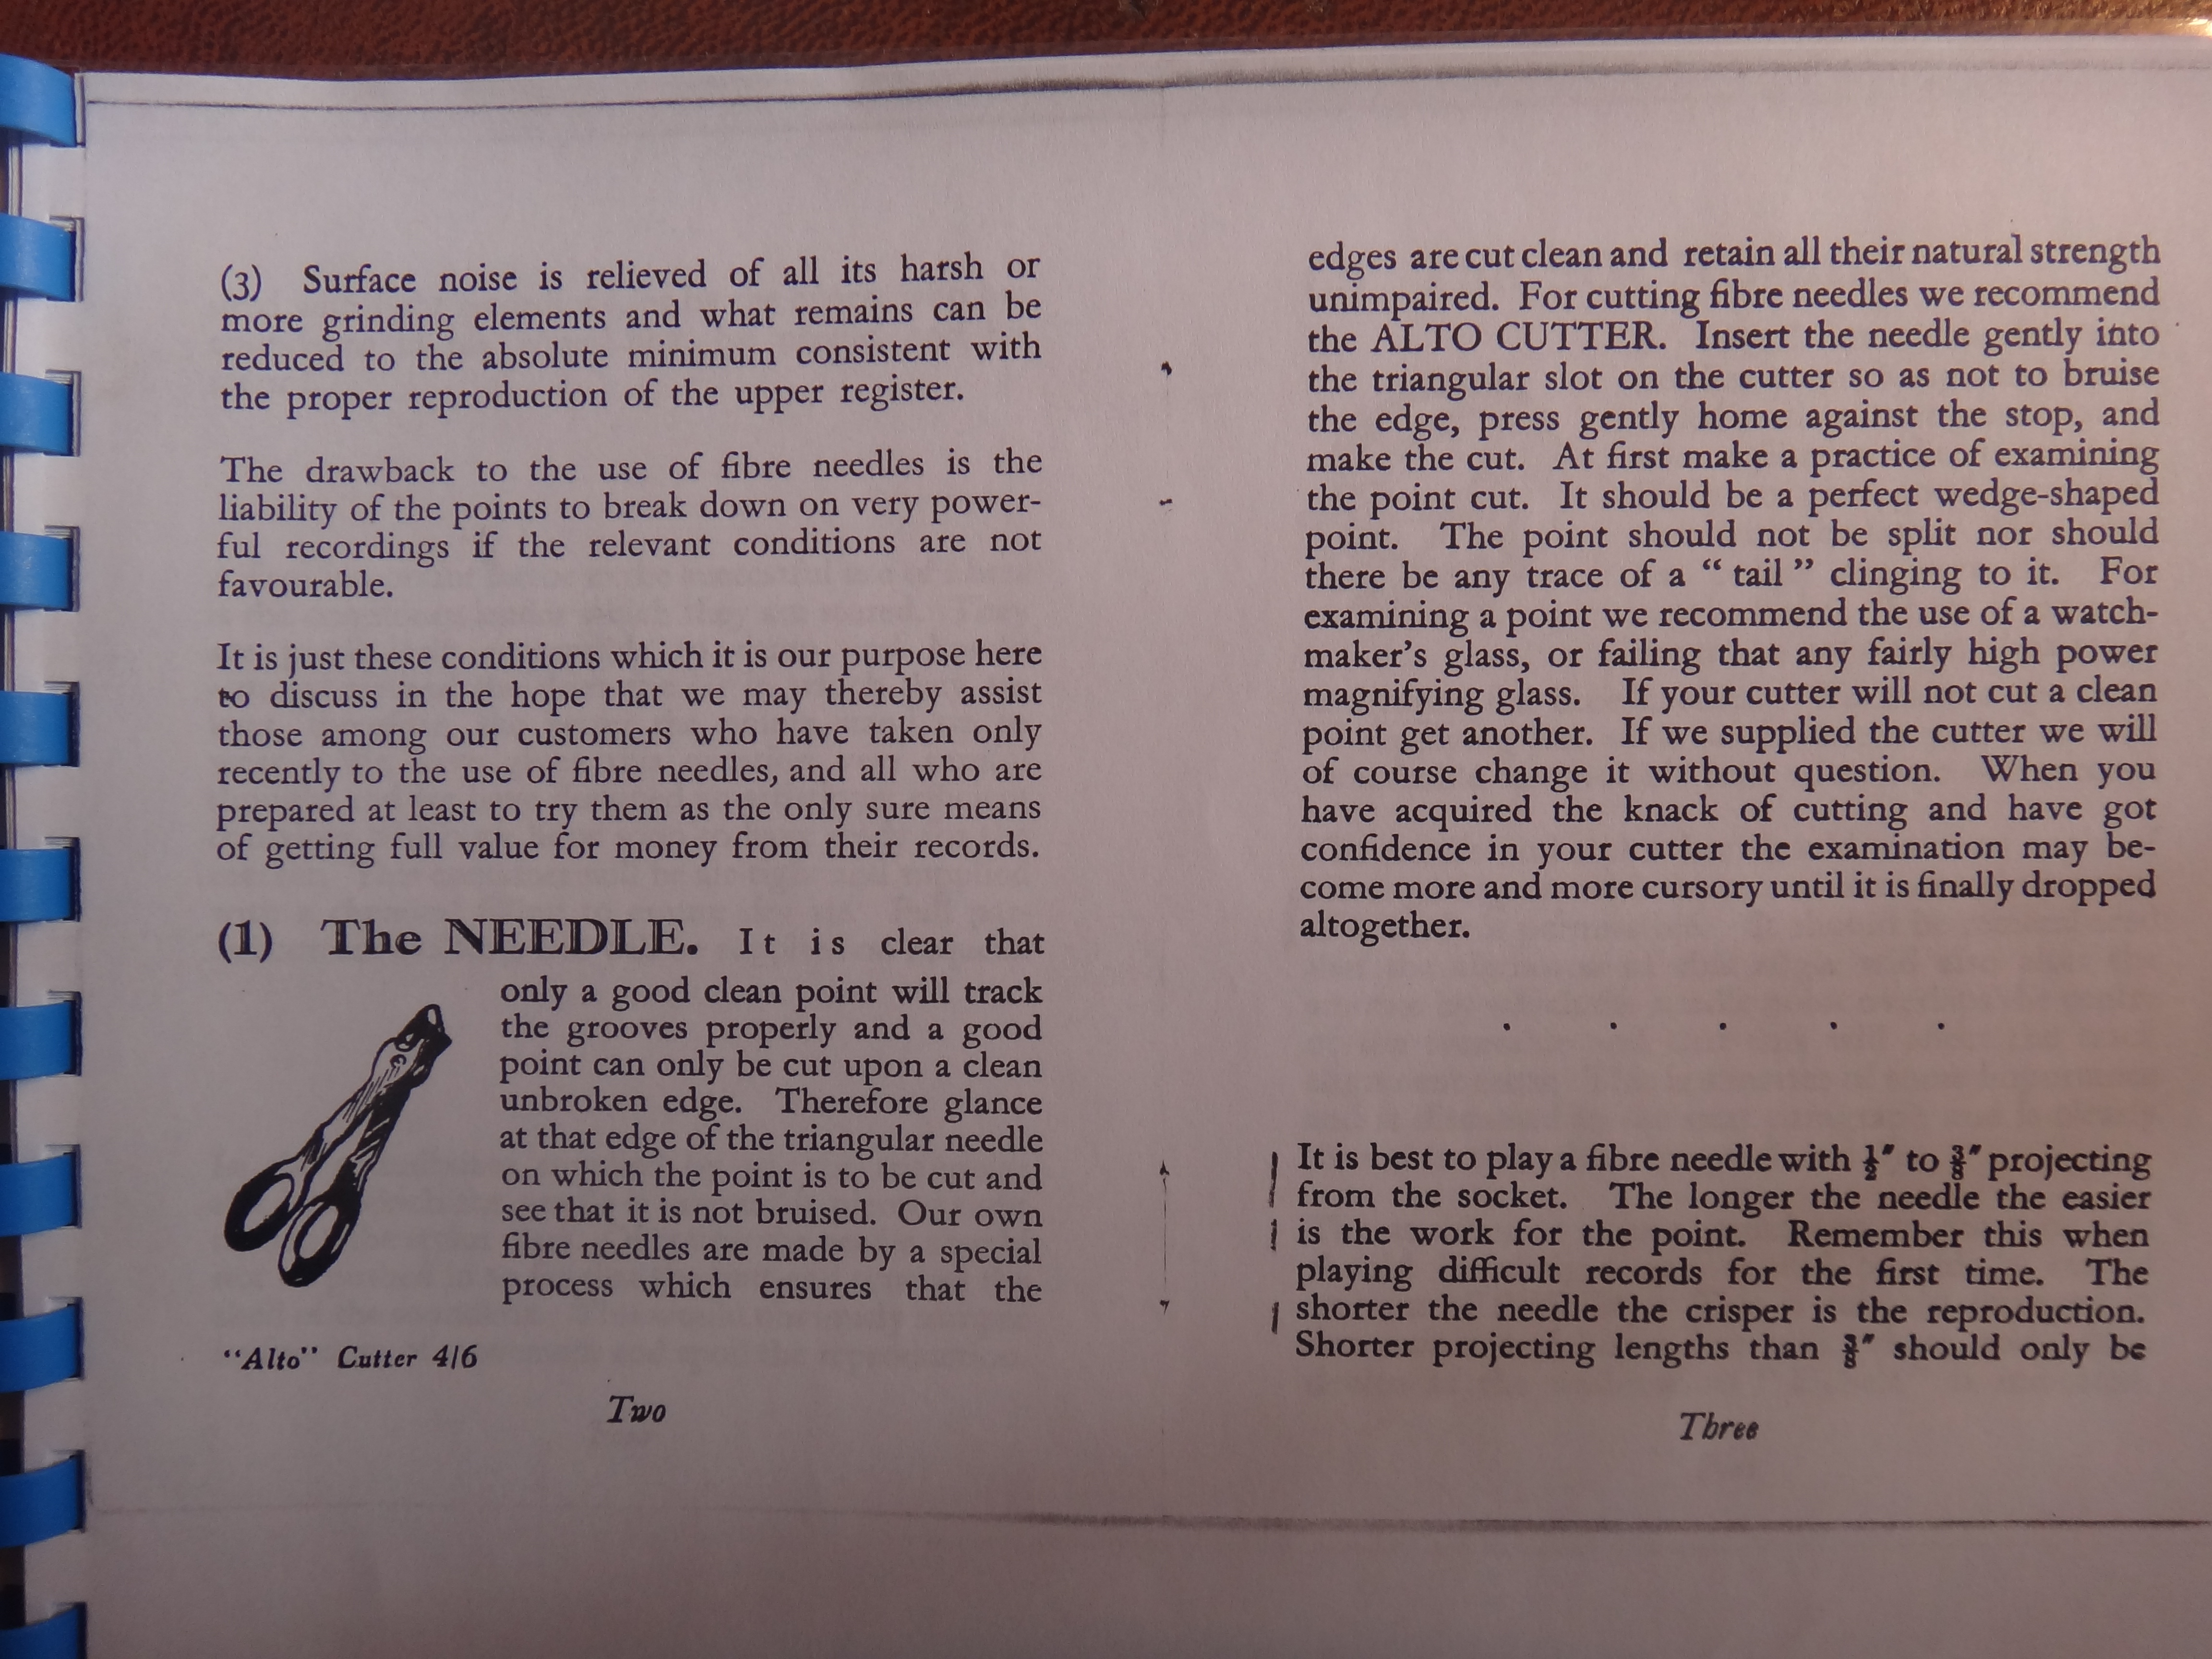 (3) Surface noise is relieved of all its harsh or
more grinding elements and what remains can be
reduced to the absolute minimum consistent with
the proper reproduction of the upper register.
The drawback to the use of fibre needles is the
liability of the points to break down on very power-
ful recordings if the relevant conditions are not
favourable.
It is just these conditions which it is our purpose here
to discuss in the hope that we may thereby assist
those among our customers who have taken only
recently to the use of fibre needles, and all who are
prepared at least to try them as the only sure means
of getting full value for money from their records.
(1) The NEEDLE. It is clear that
only a good clean point will track
the grooves properly and a good
point can only be cut upon a clean
unbroken edge. Therefore glance
at that edge of the triangular needle
on which the point is to be cut and
see that it is not bruised. Our own
fibre needles are made by a special
process which ensures that the
"Alto" Cutter 4/6
Two
edges are cut clean and retain all their natural strength
unimpaired. For cutting fibre needles we recommend
the ALTO CUTTER. Insert the needle gently into
the triangular slot on the cutter so as not to bruise
the edge, press gently home against the stop, and
make the cut. At first make a practice of examining
the point cut. It should be a perfect wedge-shaped
point. The point should not be split nor should
there be any trace of a “ tail ” clinging to it. For
examining a point we recommend the use of a watch-
maker's glass, or failing that any fairly high power
magnifying glass. If your cutter will not cut a clean
point get another. If we supplied the cutter we will
of course change it without question. When you
have acquired the knack of cutting and have got
confidence in your cutter the examination may be-
come more and more cursory until it is finally dropped
altogether.
. . . . .
It is best to play a fibre needle with ½″ to ⅜″ projecting
from the socket. The longer the needle the easier
is the work for the point. Remember this when
playing difficult records for the first time. The
shorter the needle the crisper is the reproduction.
Shorter projecting lengths than ⅜″ should only be
Three